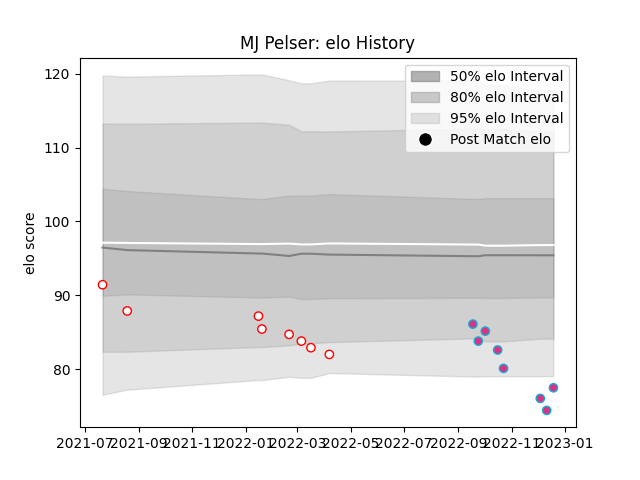 MJ Pelser: elo History
120
110
100
90
80
elo score
50% elo Interval
80% elo Interval
95% elo Interval
Post Match elo
2021-07 2021-09 2021-11 2022-01 2022-03 2022-05 2022-07 2022-09 2022-11 2023-01